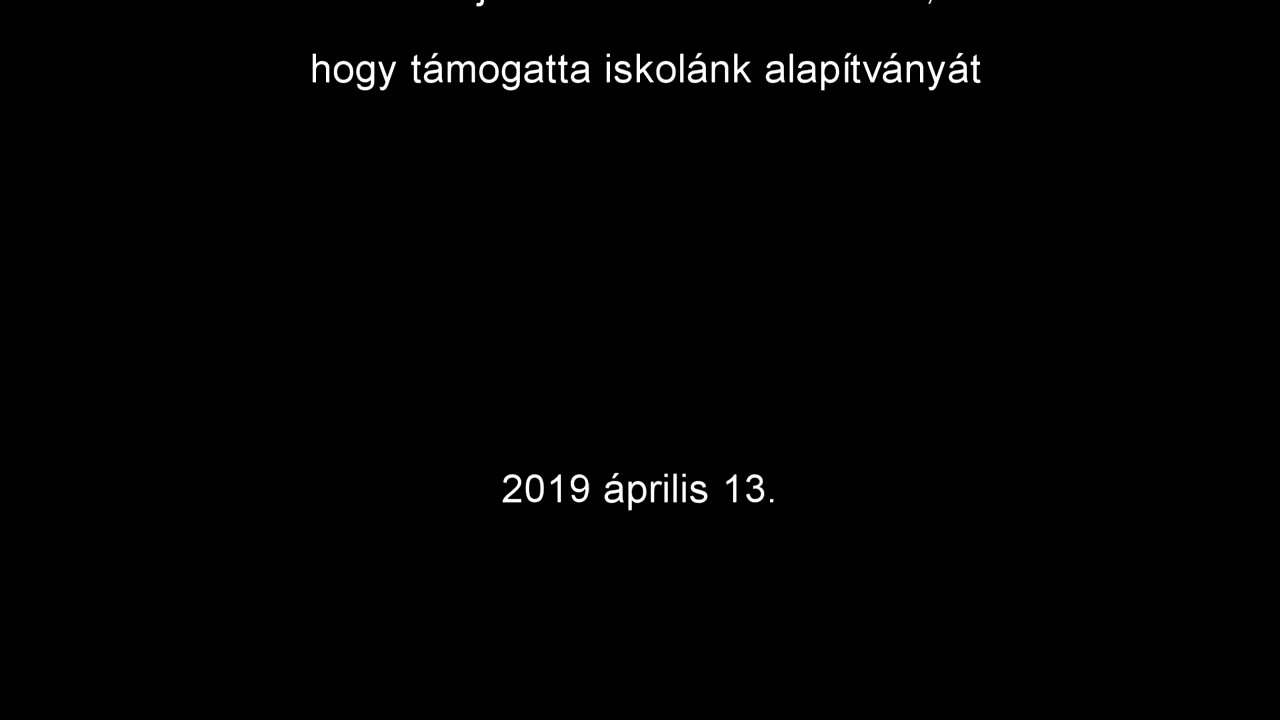 hogy támogatta iskolánk alapítványát
2019 április 13.